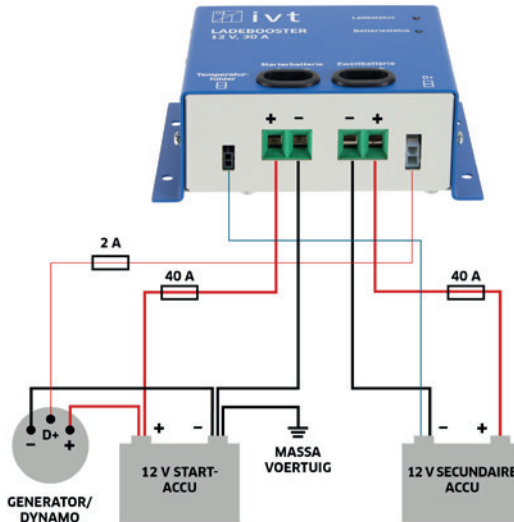 ivt
LADEBOOSTER
12 V, 30 A
Ladestatus
Batteriestatus
Starterbatterie
Zweitbatterie
Temperatur-
fühler
D+
+ − − +
2 A
40 A
40 A
− D+ +
+ −
− +
12 V START-
ACCU
MASSA
VOERTUIG
12 V SECUNDAIRE
ACCU
GENERATOR/
DYNAMO